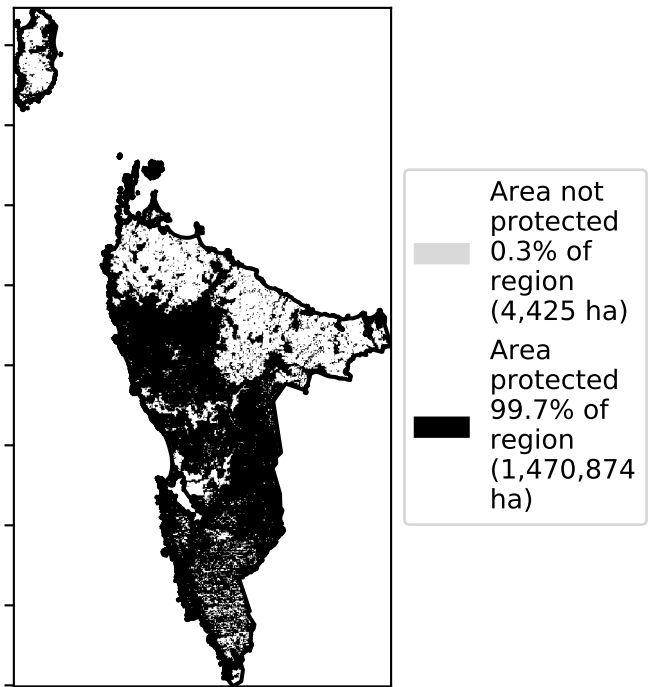 Area not
protected
0.3% of
region
(4,425 ha)
Area
protected
99.7% of
region
(1,470,874
ha)